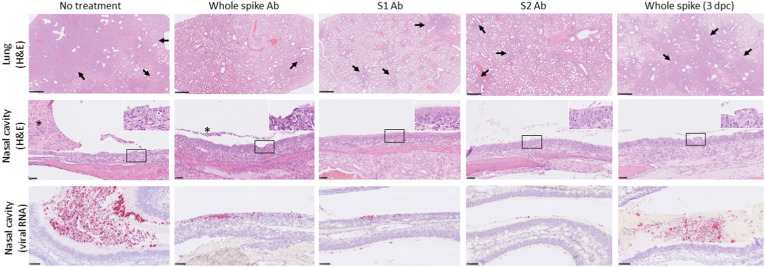 No treatment
Whole spike Ab
S1 Ab
S2 Ab
Whole spike (3 dpc)
Lung
(H&E)
Nasal cavity
(H&E)
*
*
Nasal cavity
(viral RNA)